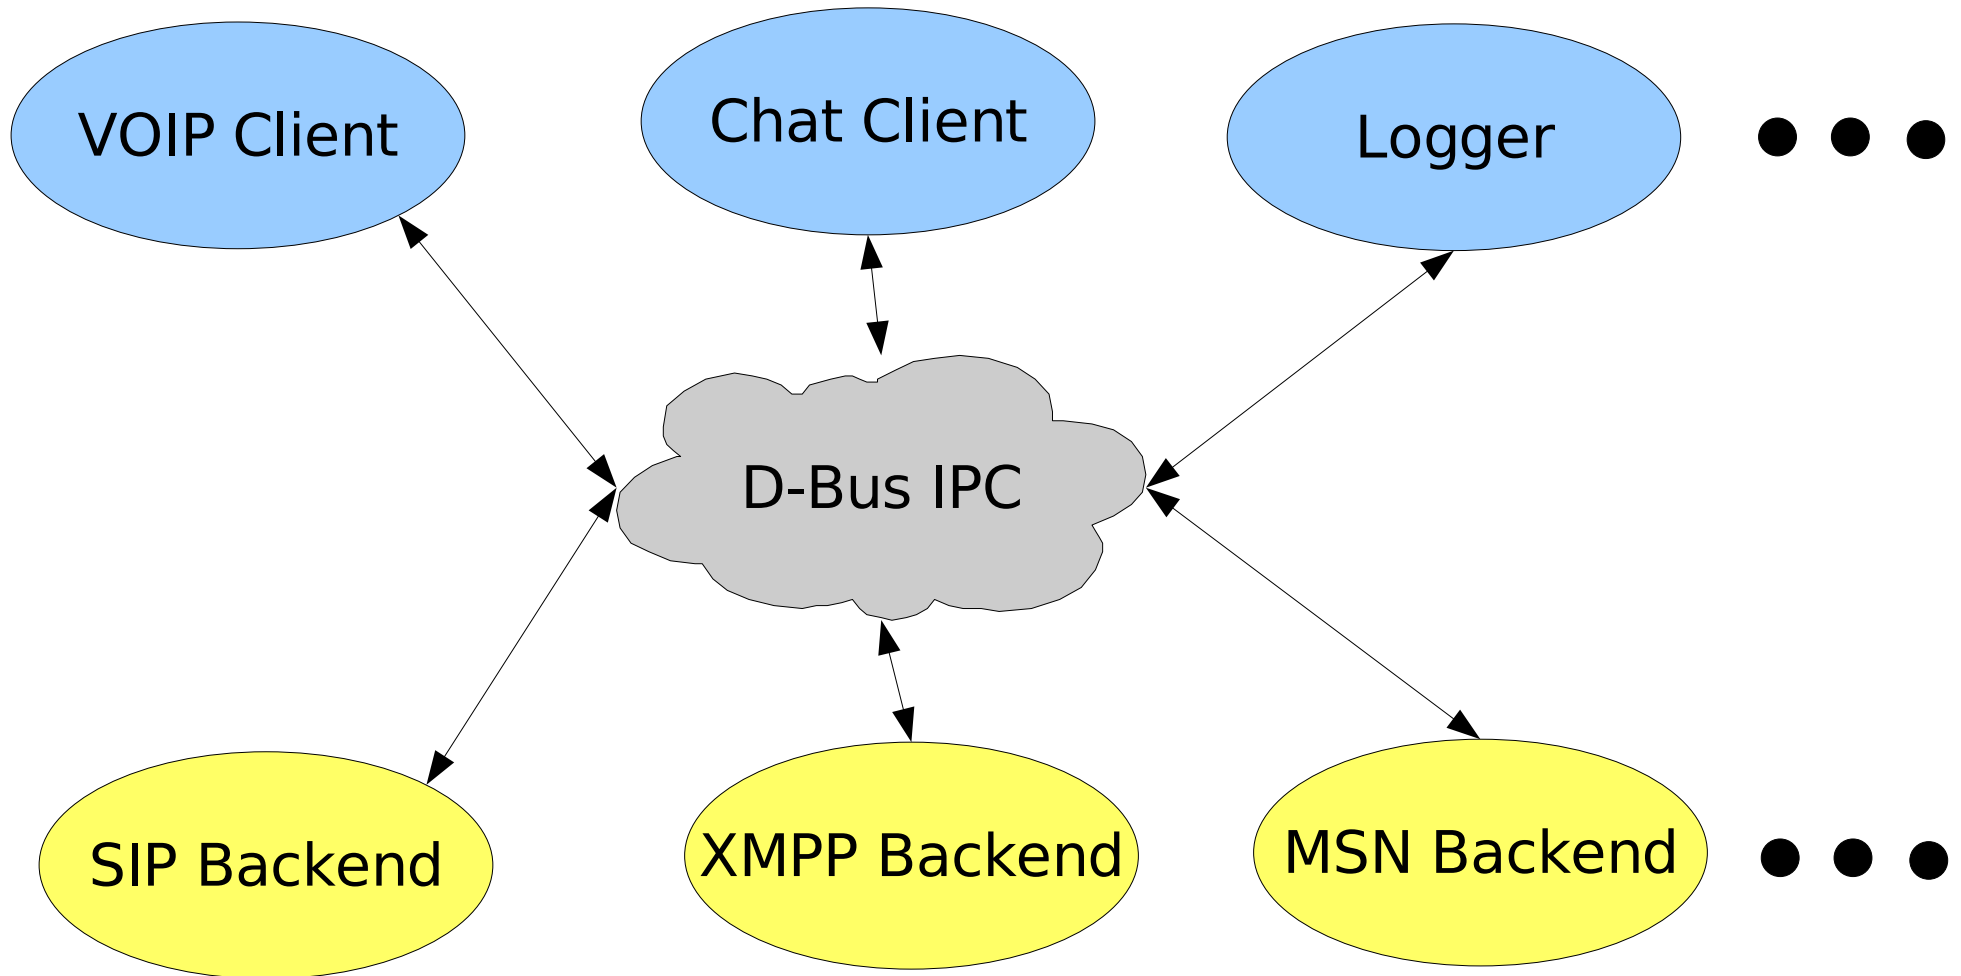 VOIP Client
Chat Client
Logger
D-Bus IPC
SIP Backend
XMPP Backend
MSN Backend